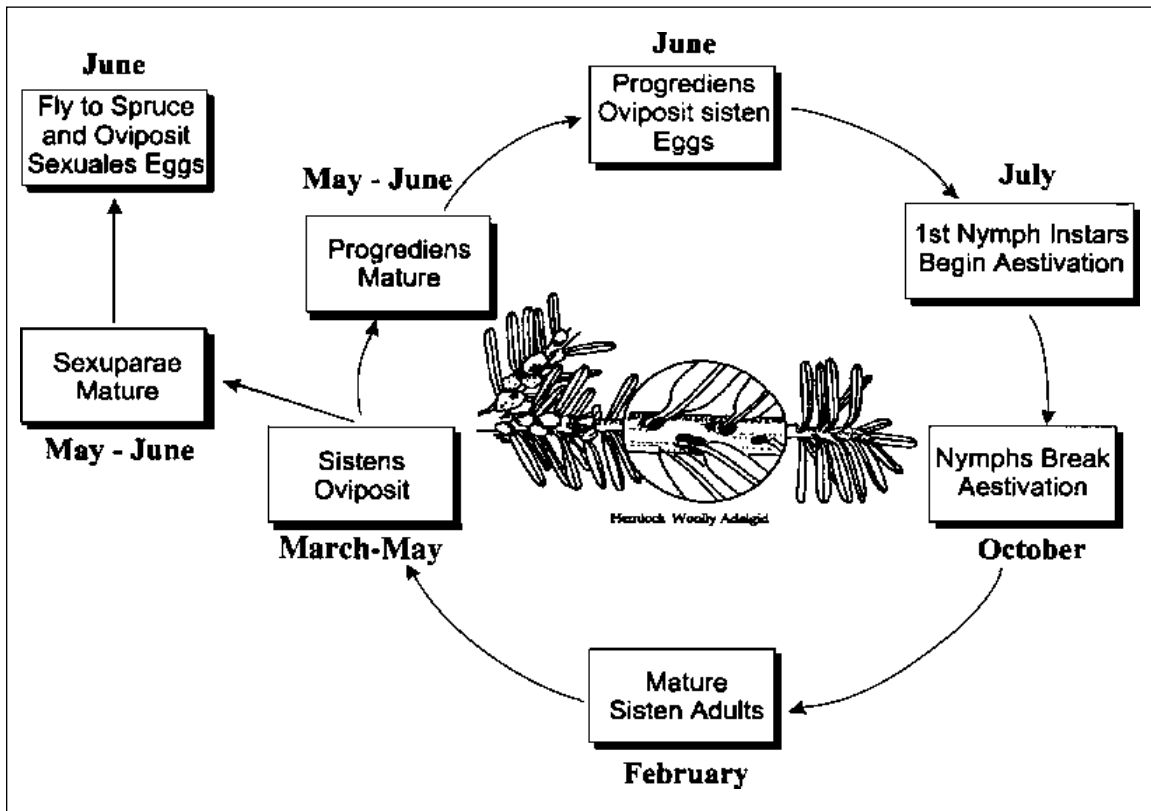 June
Fly to Spruce
and Oviposit
Sexuales Eggs
Sexuparae
Mature
May - June
June
Progrediens
Oviposit sisten
Eggs
May - June
Progrediens
Mature
July
1st Nymph Instars
Begin Aestivation
Sistens
Oviposit
March-May
Hemlock Woolly Adelgid
Nymphs Break
Aestivation
October
Mature
Sisten Adults
February